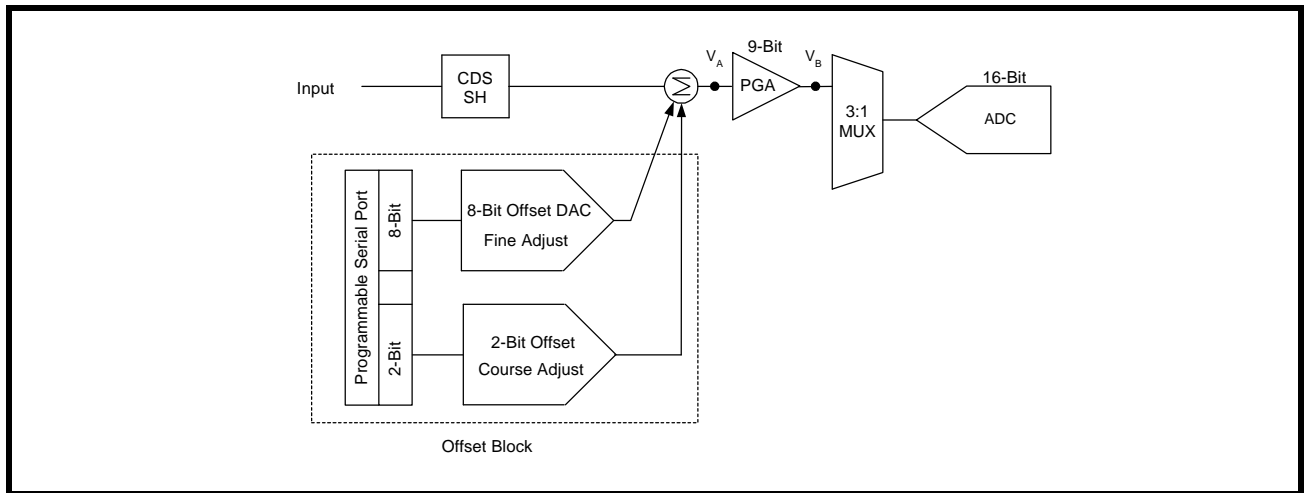 Input
CDS
SH
Σ
V_A
9-Bit
PGA
V_B
3:1
MUX
16-Bit
ADC
Programmable Serial Port
8-Bit
2-Bit
8-Bit Offset DAC
Fine Adjust
2-Bit Offset
Course Adjust
Offset Block